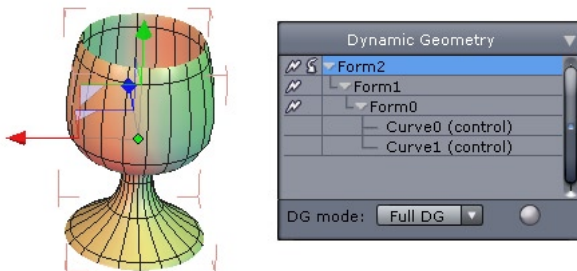 Dynamic Geometry
Form2
Form1
Form0
Curve0 (control)
Curve1 (control)
DG mode: Full DG